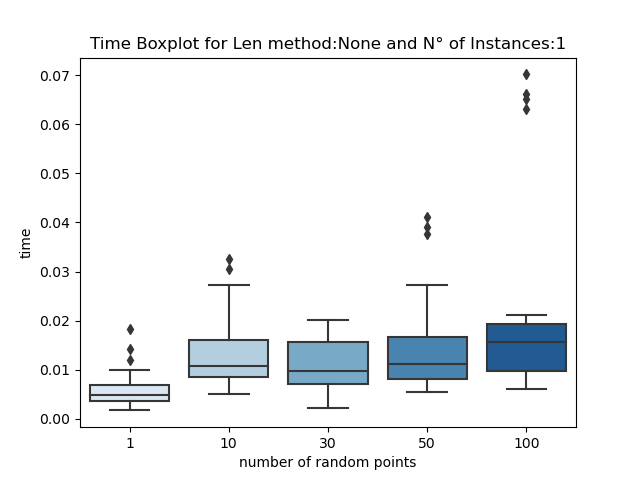 Time Boxplot for Len method:None and N° of Instances:1
0.07
0.06
0.05
0.04
0.03
0.02
0.01
0.00
time
1 10 30 50 100
number of random points